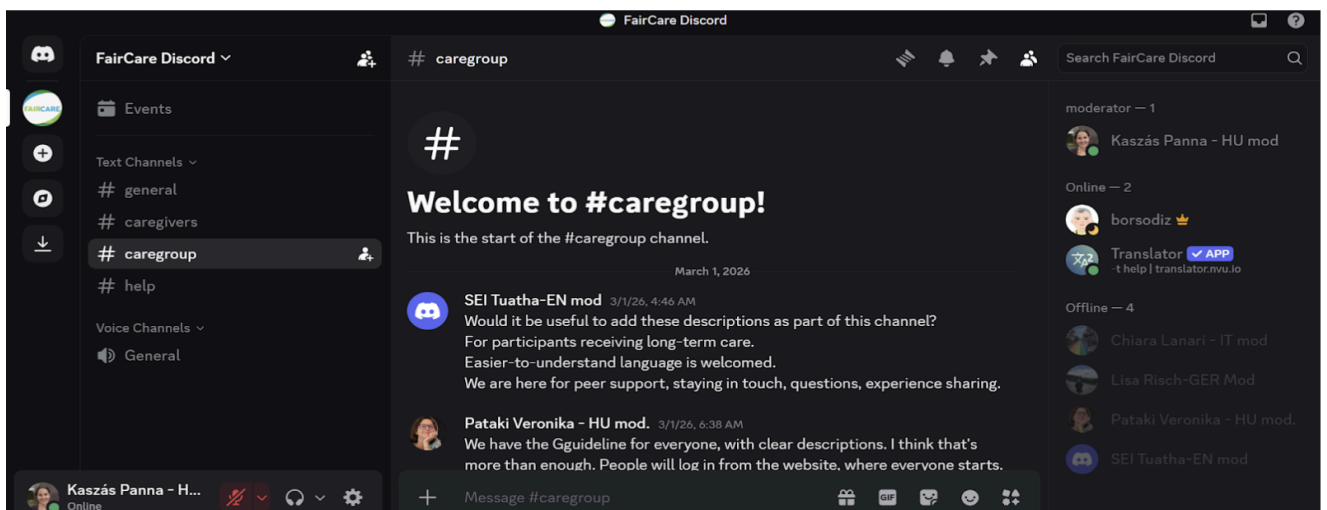 FairCare Discord
FairCare Discord
Events
Text Channels
# general
# caregivers
# caregroup
# help
Voice Channels
General
Kaszás Panna - H...
Online
# caregroup
#
Welcome to #caregroup!
This is the start of the #caregroup channel.
March 1, 2026
SEI Tuatha-EN mod 3/1/26, 4:46 AM
Would it be useful to add these descriptions as part of this channel?
For participants receiving long-term care.
Easier-to-understand language is welcomed.
We are here for peer support, staying in touch, questions, experience sharing.
Pataki Veronika - HU mod. 3/1/26, 6:38 AM
We have the Gguideline for everyone, with clear descriptions. I think that's
more than enough. People will log in from the website, where everyone starts.
Message #caregroup
GIF
Search FairCare Discord
moderator — 1
Kaszás Panna - HU mod
Online — 2
borsodiz
Translator APP
-t help | translator.nvu.io
Offline — 4
Chiara Lanari - IT mod
Lisa Risch-GER Mod
Pataki Veronika - HU mod.
SEI Tuatha-EN mod
FAIRCARE